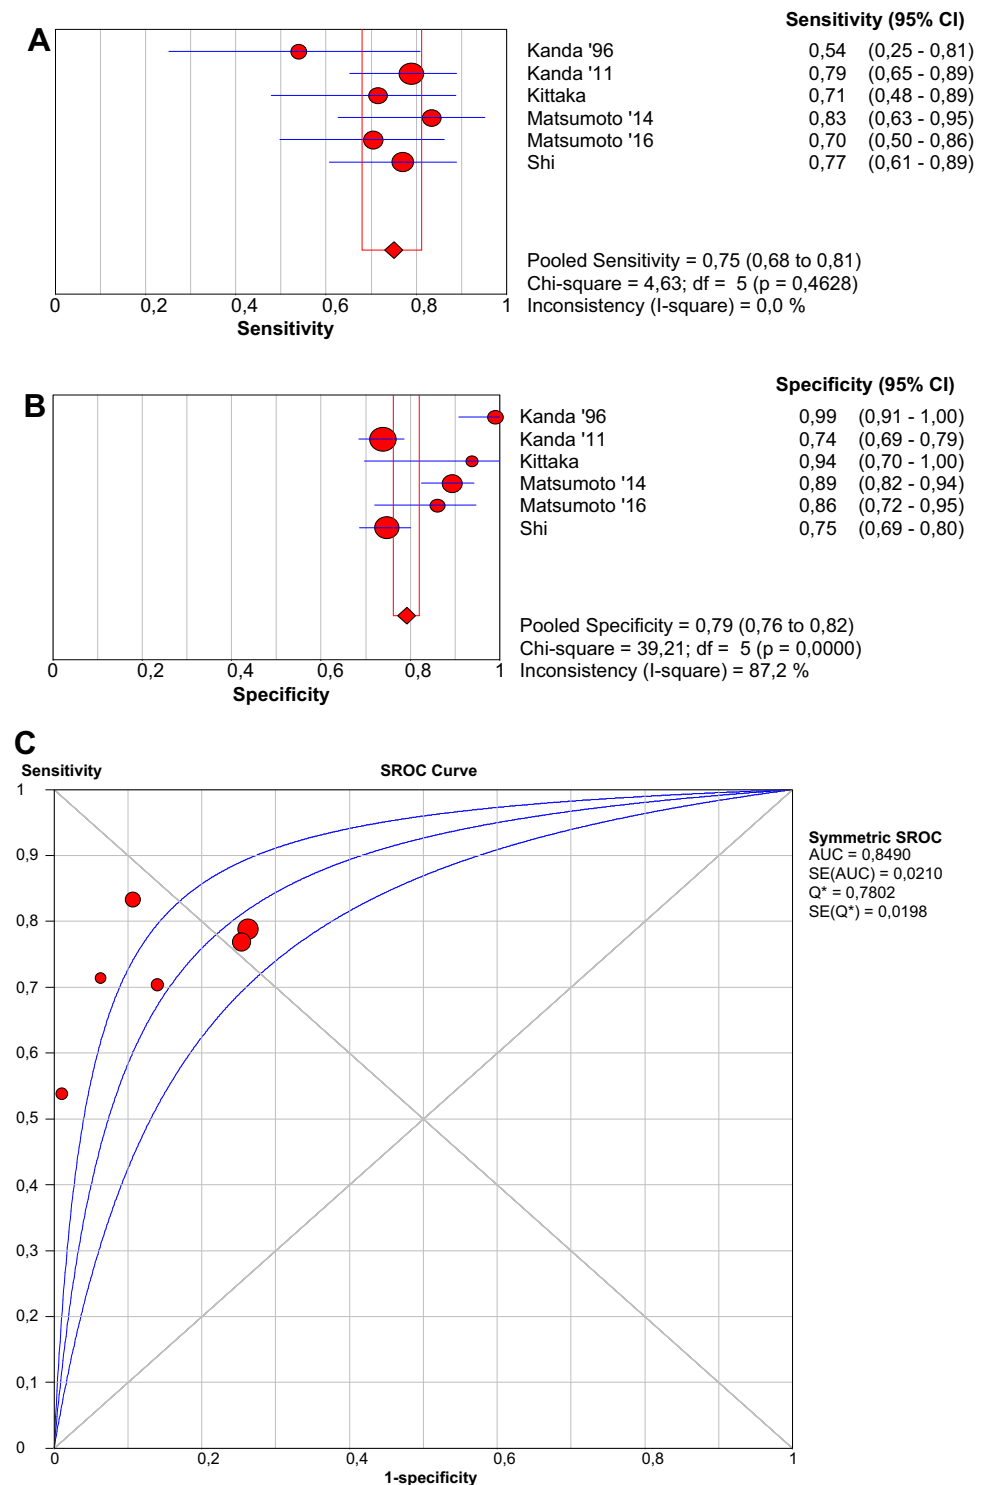 A
Sensitivity (95% CI)
Kanda '96 0,54 (0,25 - 0,81)
Kanda '11 0,79 (0,65 - 0,89)
Kittaka 0,71 (0,48 - 0,89)
Matsumoto '14 0,83 (0,63 - 0,95)
Matsumoto '16 0,70 (0,50 - 0,86)
Shi 0,77 (0,61 - 0,89)
Pooled Sensitivity = 0,75 (0,68 to 0,81)
Chi-square = 4,63; df = 5 (p = 0,4628)
Inconsistency (I-square) = 0,0 %
0 0,2 0,4 0,6 0,8 1
Sensitivity
B
Specificity (95% CI)
Kanda '96 0,99 (0,91 - 1,00)
Kanda '11 0,74 (0,69 - 0,79)
Kittaka 0,94 (0,70 - 1,00)
Matsumoto '14 0,89 (0,82 - 0,94)
Matsumoto '16 0,86 (0,72 - 0,95)
Shi 0,75 (0,69 - 0,80)
Pooled Specificity = 0,79 (0,76 to 0,82)
Chi-square = 39,21; df = 5 (p = 0,0000)
Inconsistency (I-square) = 87,2 %
0 0,2 0,4 0,6 0,8 1
Specificity
C
Sensitivity SROC Curve
1
0,9
0,8
0,7
0,6
0,5
0,4
0,3
0,2
0,1
0
Symmetric SROC
AUC = 0,8490
SE(AUC) = 0,0210
Q* = 0,7802
SE(Q*) = 0,0198
0 0,2 0,4 0,6 0,8 1
1-specificity